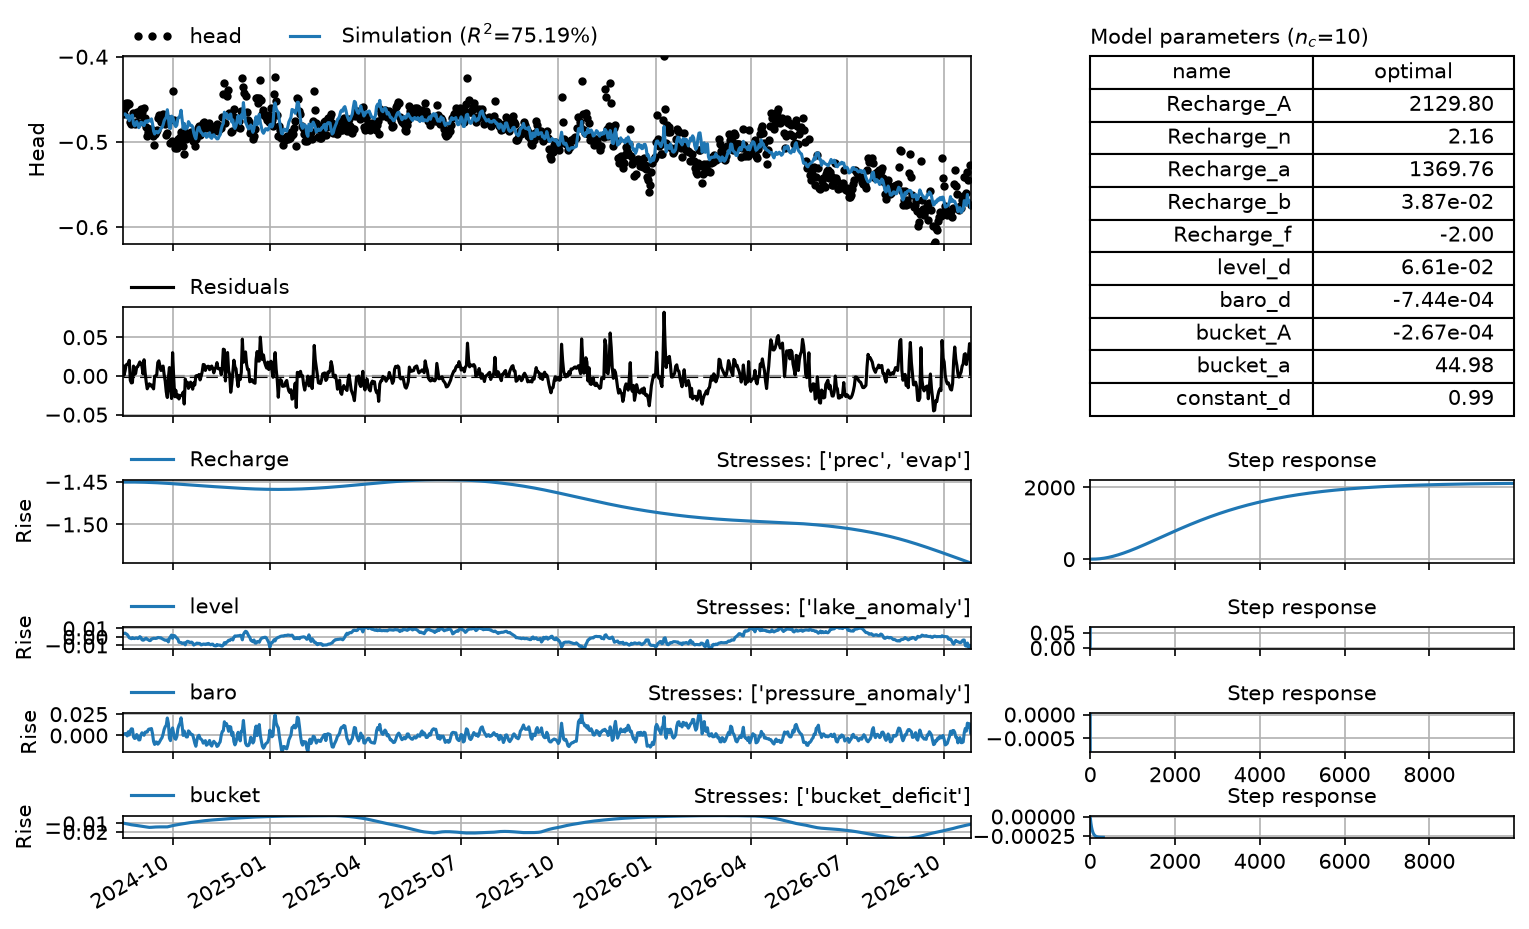 head Simulation (R²=75.19%)
Head
−0.4
−0.5
−0.6
Residuals
0.05
0.00
−0.05
Recharge Stresses: ['prec', 'evap']
Rise
−1.45
−1.50
level Stresses: ['lake_anomaly']
Rise
0.01
0.00
−0.01
baro Stresses: ['pressure_anomaly']
Rise
0.025
0.000
bucket Stresses: ['bucket_deficit']
Rise
−0.01
−0.02
2024-10 2025-01 2025-04 2025-07 2025-10 2026-01 2026-04 2026-07 2026-10
Model parameters (n_c=10)
name optimal
Recharge_A 2129.80
Recharge_n 2.16
Recharge_a 1369.76
Recharge_b 3.87e-02
Recharge_f -2.00
level_d 6.61e-02
baro_d -7.44e-04
bucket_A -2.67e-04
bucket_a 44.98
constant_d 0.99
Step response
2000
0
Step response
0.05
0.00
Step response
0.0000
−0.0005
0 2000 4000 6000 8000
Step response
0.00000
−0.00025
0 2000 4000 6000 8000